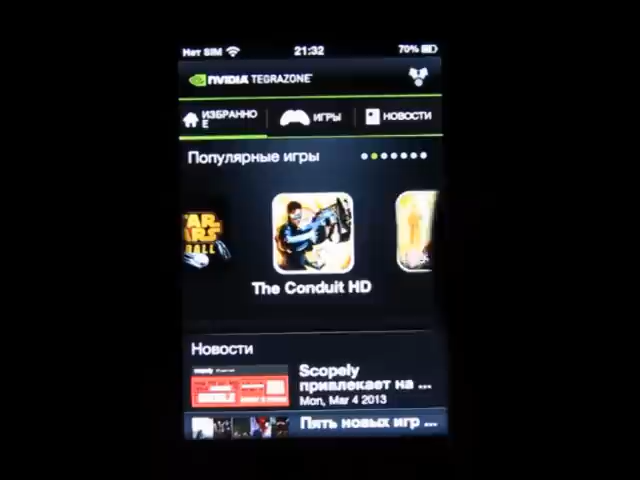 Нет SIM
21:32
70%
NVIDIA TEGRAZONE
ИЗБРАННО
Е
ИГРЫ
НОВОСТИ
Популярные игры
The Conduit HD
Новости
Scopely
привлекает на ...
Mon, Mar 4 2013
Пять новых игр ...